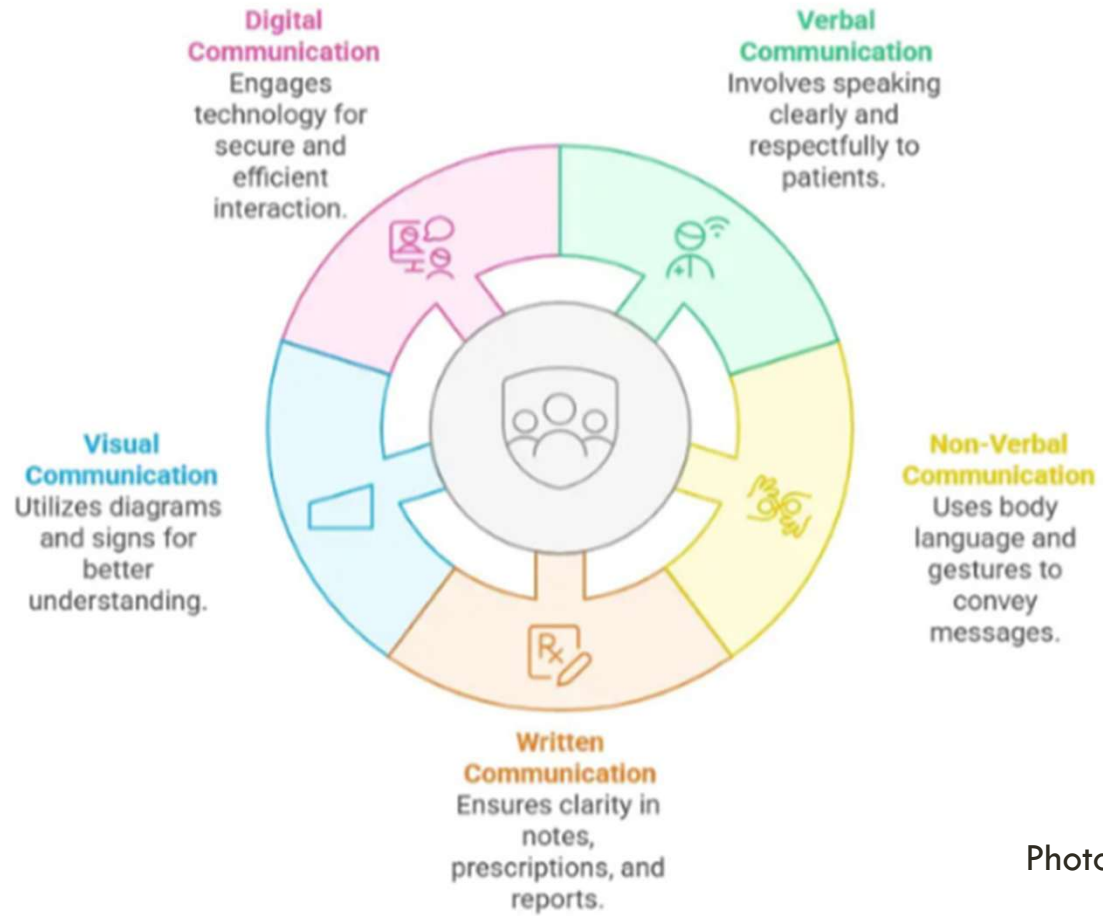 Digital
Communication
Engages
technology for
secure and
efficient
interaction.
Verbal
Communication
Involves speaking
clearly and
respectfully to
patients.
Visual
Communication
Utilizes diagrams
and signs for
better
understanding.
Non-Verbal
Communication
Uses body
language and
gestures to
convey
messages.
Rx
Written
Communication
Ensures clarity in
notes,
prescriptions, and
reports.
Photo